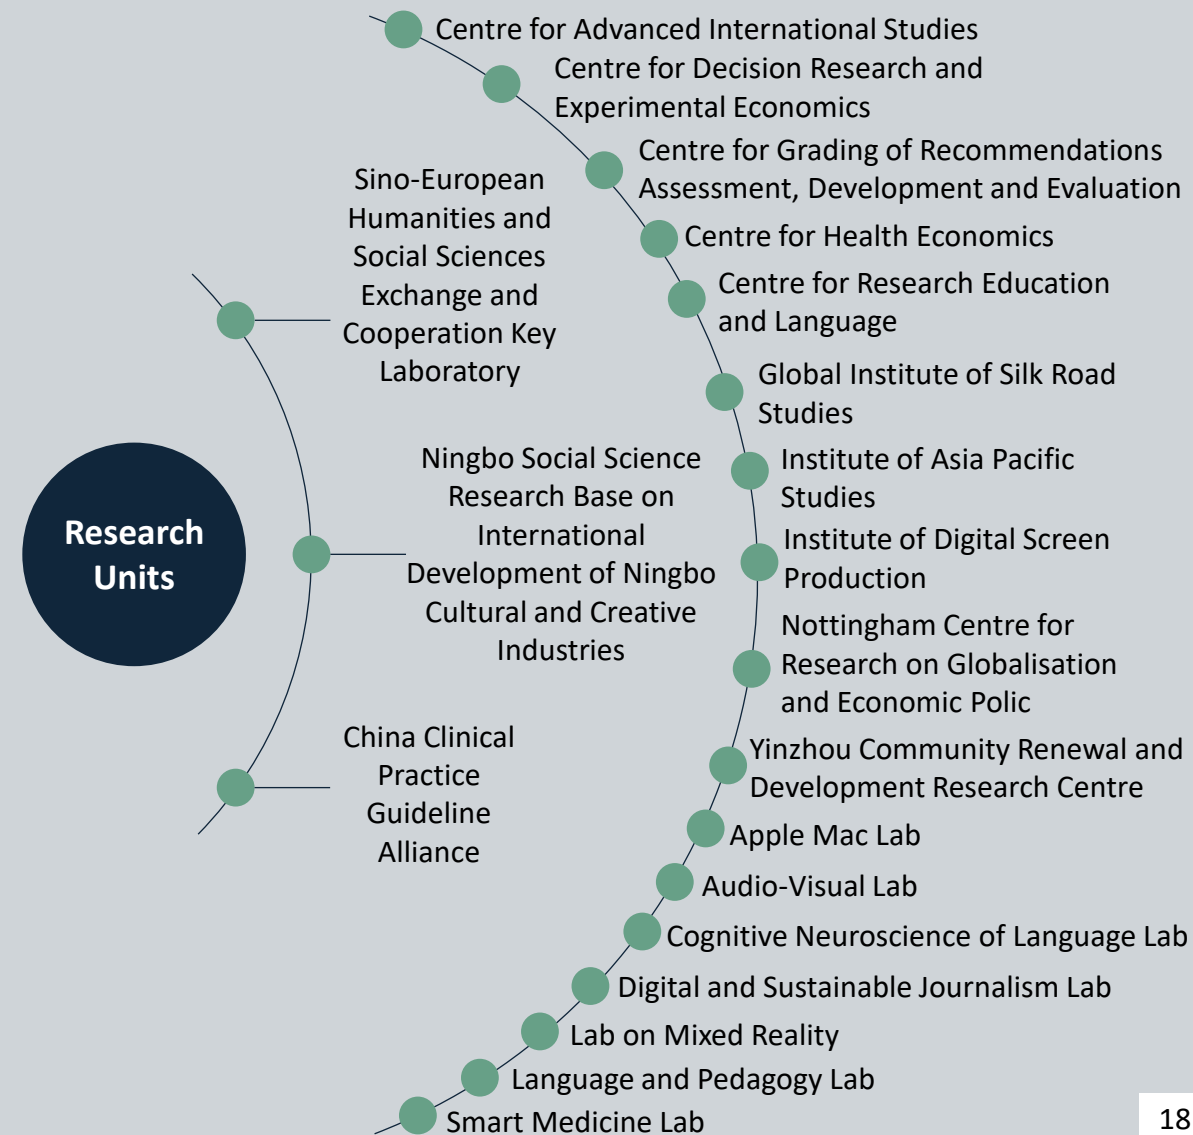 Research
Units
Sino-European
Humanities and
Social Sciences
Exchange and
Cooperation Key
Laboratory
Ningbo Social Science
Research Base on
International
Development of Ningbo
Cultural and Creative
Industries
China Clinical
Practice
Guideline
Alliance
Centre for Advanced International Studies
Centre for Decision Research and
Experimental Economics
Centre for Grading of Recommendations
Assessment, Development and Evaluation
Centre for Health Economics
Centre for Research Education
and Language
Global Institute of Silk Road
Studies
Institute of Asia Pacific
Studies
Institute of Digital Screen
Production
Nottingham Centre for
Research on Globalisation
and Economic Polic
Yinzhou Community Renewal and
Development Research Centre
Apple Mac Lab
Audio-Visual Lab
Cognitive Neuroscience of Language Lab
Digital and Sustainable Journalism Lab
Lab on Mixed Reality
Language and Pedagogy Lab
Smart Medicine Lab
18